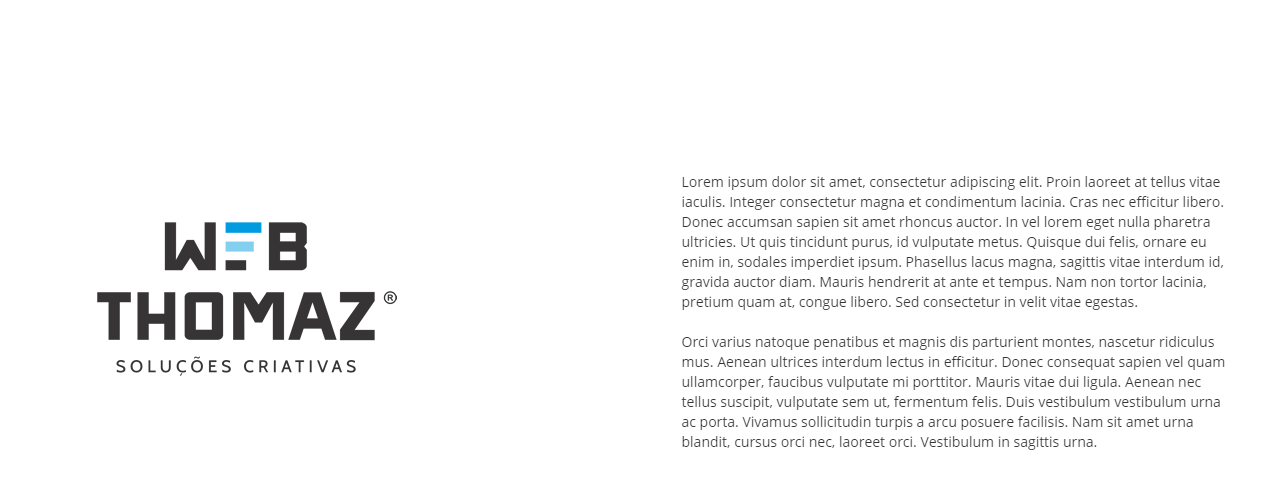 WEB
THOMAZ®
SOLUÇÕES CRIATIVAS
Lorem ipsum dolor sit amet, consectetur adipiscing elit. Proin laoreet at tellus vitae
iaculis. Integer consectetur magna et condimentum lacinia. Cras nec efficitur libero.
Donec accumsan sapien sit amet rhoncus auctor. In vel lorem eget nulla pharetra
ultricies. Ut quis tincidunt purus, id vulputate metus. Quisque dui felis, ornare eu
enim in, sodales imperdiet ipsum. Phasellus lacus magna, sagittis vitae interdum id,
gravida auctor diam. Mauris hendrerit at ante et tempus. Nam non tortor lacinia,
pretium quam at, congue libero. Sed consectetur in velit vitae egestas.
Orci varius natoque penatibus et magnis dis parturient montes, nascetur ridiculus
mus. Aenean ultrices interdum lectus in efficitur. Donec consequat sapien vel quam
ullamcorper, faucibus vulputate mi porttitor. Mauris vitae dui ligula. Aenean nec
tellus suscipit, vulputate sem ut, fermentum felis. Duis vestibulum vestibulum urna
ac porta. Vivamus sollicitudin turpis a arcu posuere facilisis. Nam sit amet urna
blandit, cursus orci nec, laoreet orci. Vestibulum in sagittis urna.